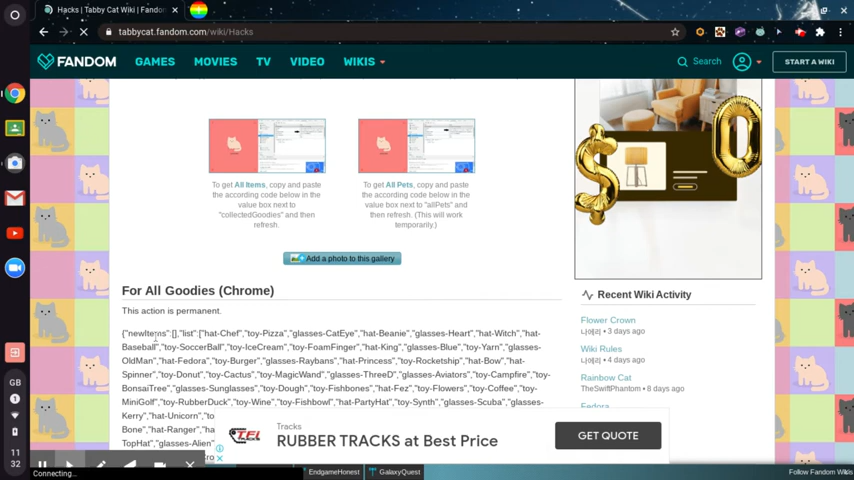 Hacks | Tabby Cat Wiki | Fandom
tabbycat.fandom.com/wiki/Hacks
FANDOM
GAMES
MOVIES
TV
VIDEO
WIKIS
Search
START A WIKI
To get All Items, copy and paste
the according code below in the
value box next to
"collectedGoodies" and then
refresh.
To get All Pets, copy and paste
the according code below in the
value box next to "allPets" and
then refresh. (This will work
temporarily.)
Add a photo to this gallery
For All Goodies (Chrome)
This action is permanent.
{"newItems":[],"list":["hat-Chef","toy-Pizza","glasses-CatEye","hat-Beanie","glasses-Heart","hat-Witch","hat-
Baseball","toy-SoccerBall","toy-IceCream","toy-FoamFinger","hat-King","glasses-Blue","toy-Yarn","glasses-
OldMan","hat-Fedora","toy-Burger","glasses-Raybans","hat-Princess","toy-Rocketship","hat-Bow","hat-
Spinner","toy-Donut","toy-Cactus","toy-MagicWand","glasses-ThreeD","glasses-Aviators","toy-Campfire","toy-
BonsaiTree","glasses-Sunglasses","toy-Dough","toy-Fishbones","hat-Fez","toy-Flowers","toy-Coffee","toy-
MiniGolf","toy-RubberDuck","toy-Wine","toy-Fishbowl","hat-PartyHat","toy-Synth","glasses-Scuba","glasses-
Kerry","hat-Unicorn","to
Bone","hat-Ranger","hat-
TopHat","glasses-Alien"
$0
Recent Wiki Activity
Flower Crown
나에리 • 3 days ago
Wiki Rules
나에리 • 4 days ago
Rainbow Cat
TheSwiftPhantom • 8 days ago
Fedora
Tracks
RUBBER TRACKS at Best Price
GET QUOTE
Connecting...
EndgameHonest
GalaxyQuest
Follow Fandom Wikis
GB
1
11
32